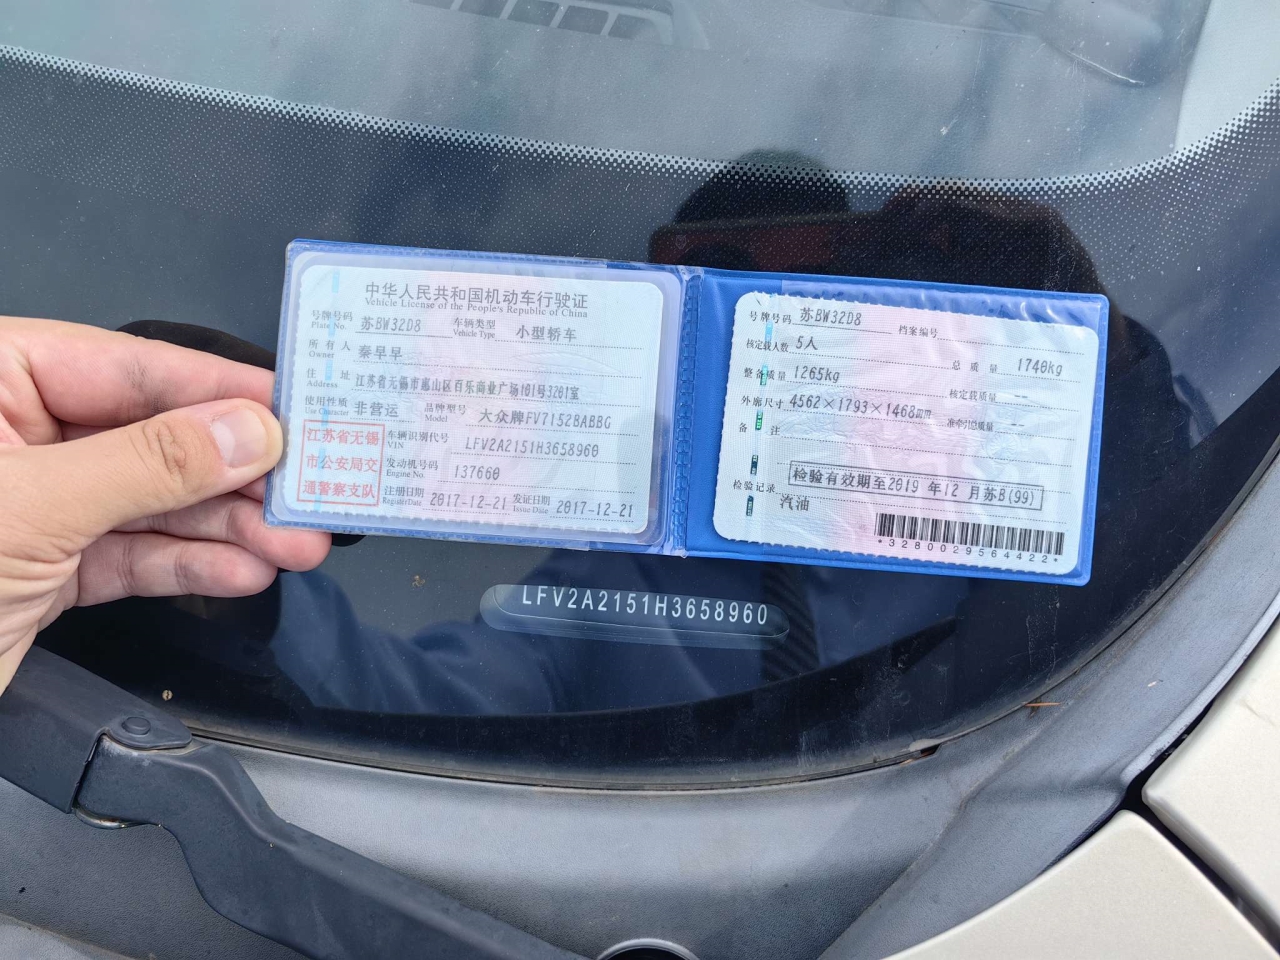 中华人民共和国机动车行驶证
Vehicle License of the People's Republic of China
号牌号码 苏BW32D8 车辆类型 小型轿车
Plate No. Vehicle Type
所有人 秦早早
Owner
住址 江苏省无锡市惠山区百乐商业广场101号3201室
Address
使用性质 非营运 品牌型号 大众牌FV7152BABBG
Use Character Model
江苏省无锡
市公安局交
通警察支队
车辆识别代号 LFV2A2151H3658960
VIN
发动机号码 137660
Engine No.
注册日期 2017-12-21 发证日期 2017-12-21
Register Date Issue Date
号牌号码 苏BW32D8 档案编号
核定载人数 5人 总质量 1740kg
整备质量 1265kg 核定载质量 --
外廓尺寸 4562×1793×1468mm 准牵引总质量 --
备注
检验有效期至2019年12月苏B(99)
检验记录
汽油
*3280029564422*
LFV2A2151H3658960